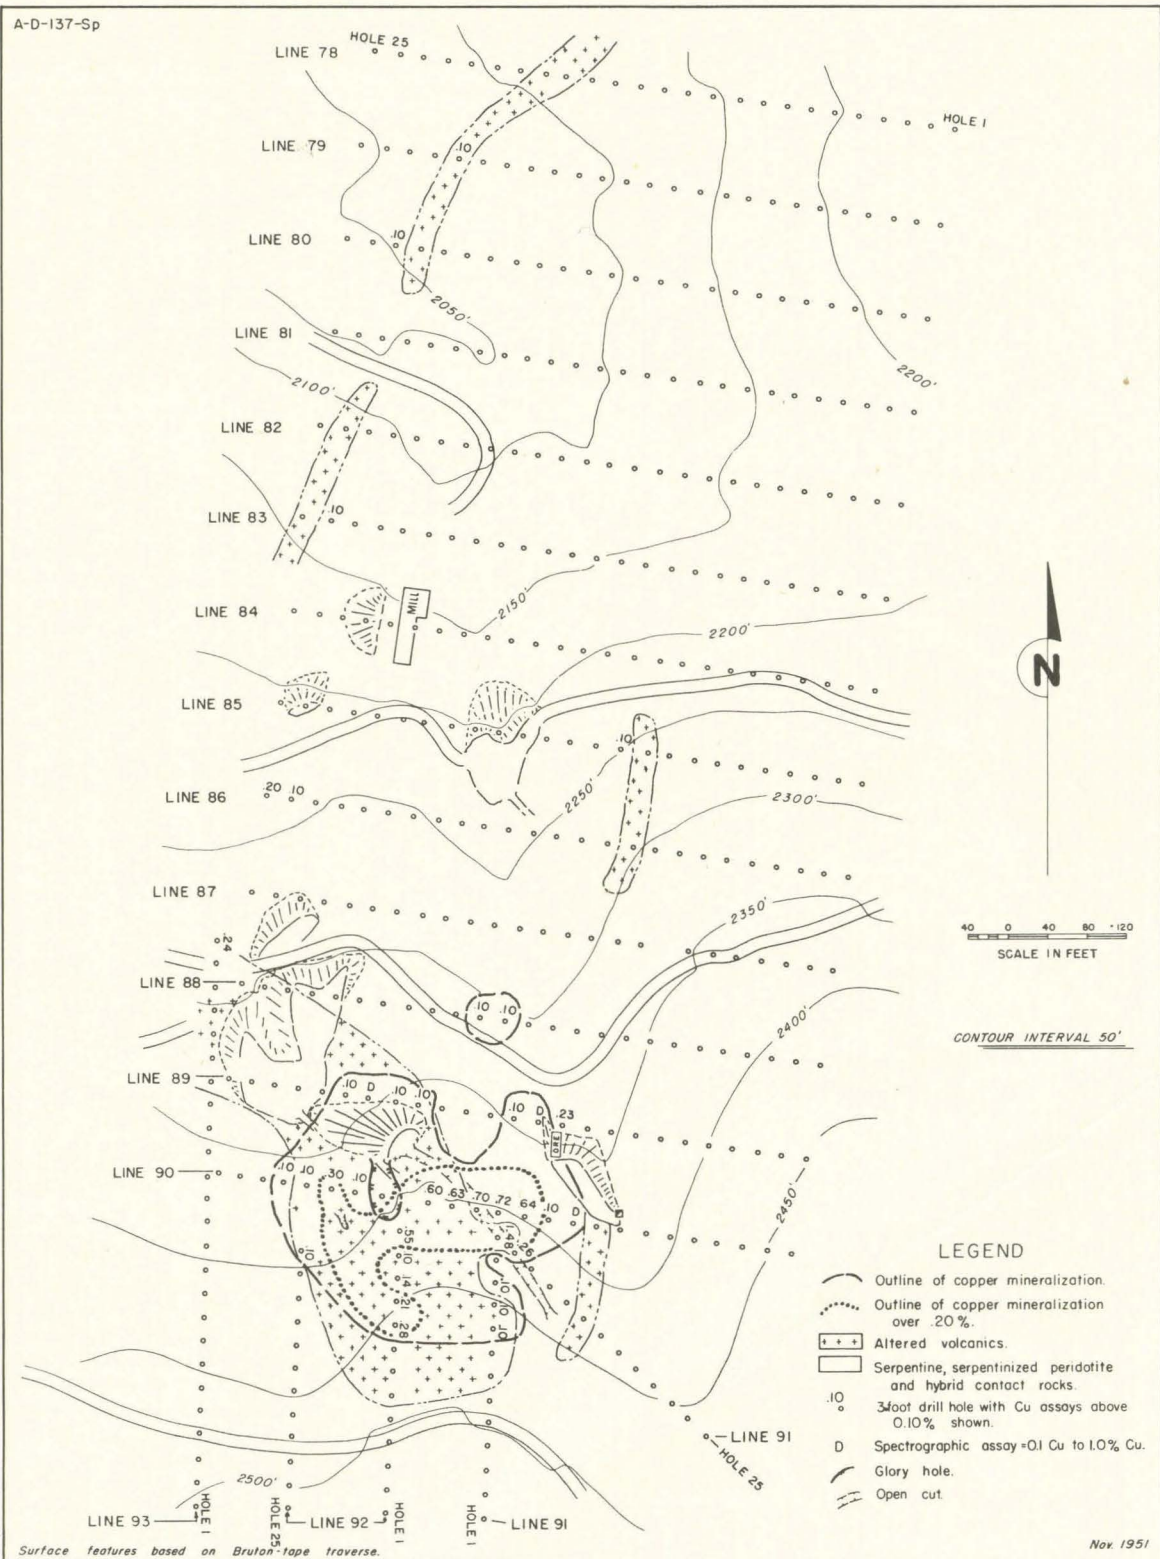 A-D-137-Sp
LINE 78
HOLE 25
HOLE 1
LINE 79
.10
LINE 80
.10
2050'
LINE 81
2200'
2100'
LINE 82
LINE 83
.10
LINE 84
MILL
2150'
2200'
N
LINE 85
.10
LINE 86
.20 .10
2250'
2300'
LINE 87
2350'
40 0 40 80 120
SCALE IN FEET
.24
LINE 88
.10 .10
2400'
CONTOUR INTERVAL 50'
LINE 89
.10 D .10 .10
.10 D .23
ORE
LINE 90
.10 .10 .30 .10
.60 .63 .70 .72 .64 .10 D
2450'
.55
.48 .26
.10
.10
.14
.21
.28
.10
.10
.10
LEGEND
Outline of copper mineralization.
Outline of copper mineralization
over .20%.
Altered volcanics.
Serpentine, serpentinized peridotite
and hybrid contact rocks.
.10
3-foot drill hole with Cu assays above
0.10% shown.
D Spectrographic assay = 0.1 Cu to 1.0% Cu.
Glory hole.
Open cut.
LINE 91
HOLE 25
2500'
LINE 93
HOLE 1
HOLE 25
LINE 92
HOLE 1
HOLE 1
LINE 91
Surface features based on Bruton-tape traverse.
Nov. 1951